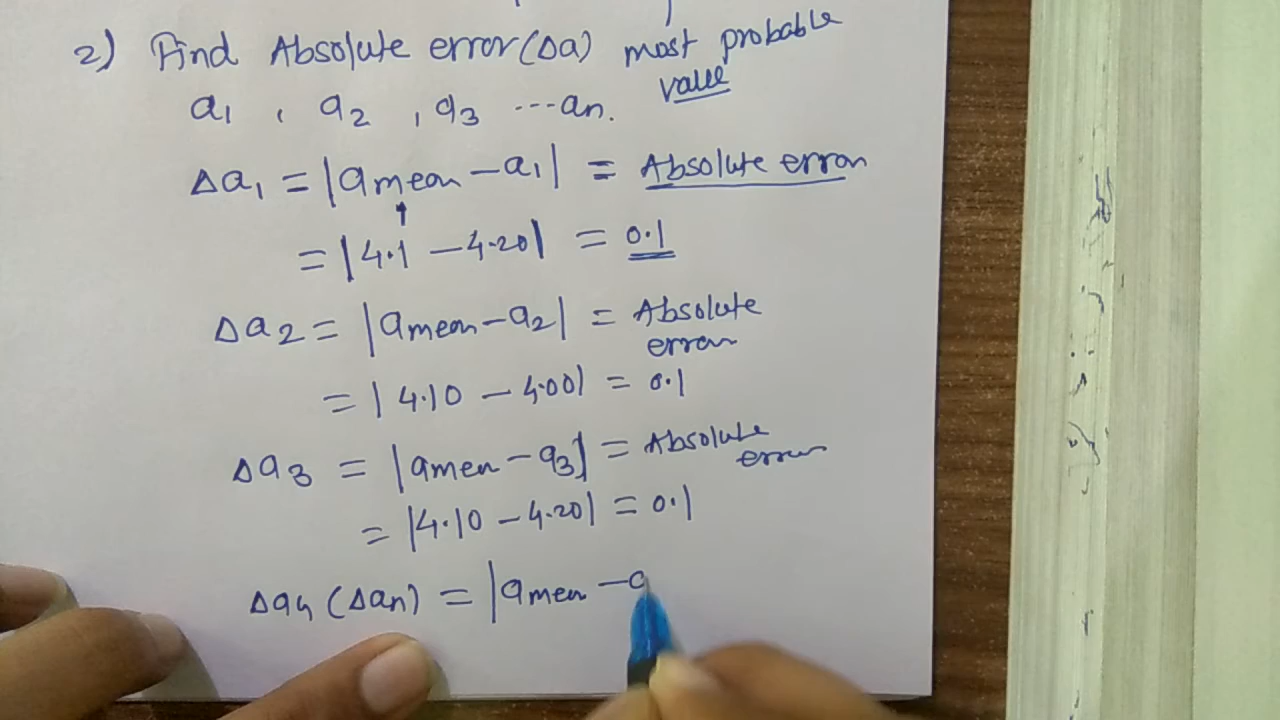 2) Find Absolute error (Δa) most probable value
a1 , a2 , a3 ---an.
Δa1 = |amean - a1| = Absolute error
= |4.1 - 4.20| = 0.1
Δa2 = |amean - a2| = Absolute error
= |4.10 - 4.00| = 0.1
Δa3 = |amen - a3| = Absolute error
= |4.10 - 4.20| = 0.1
Δa4 (Δan) = |amen - a